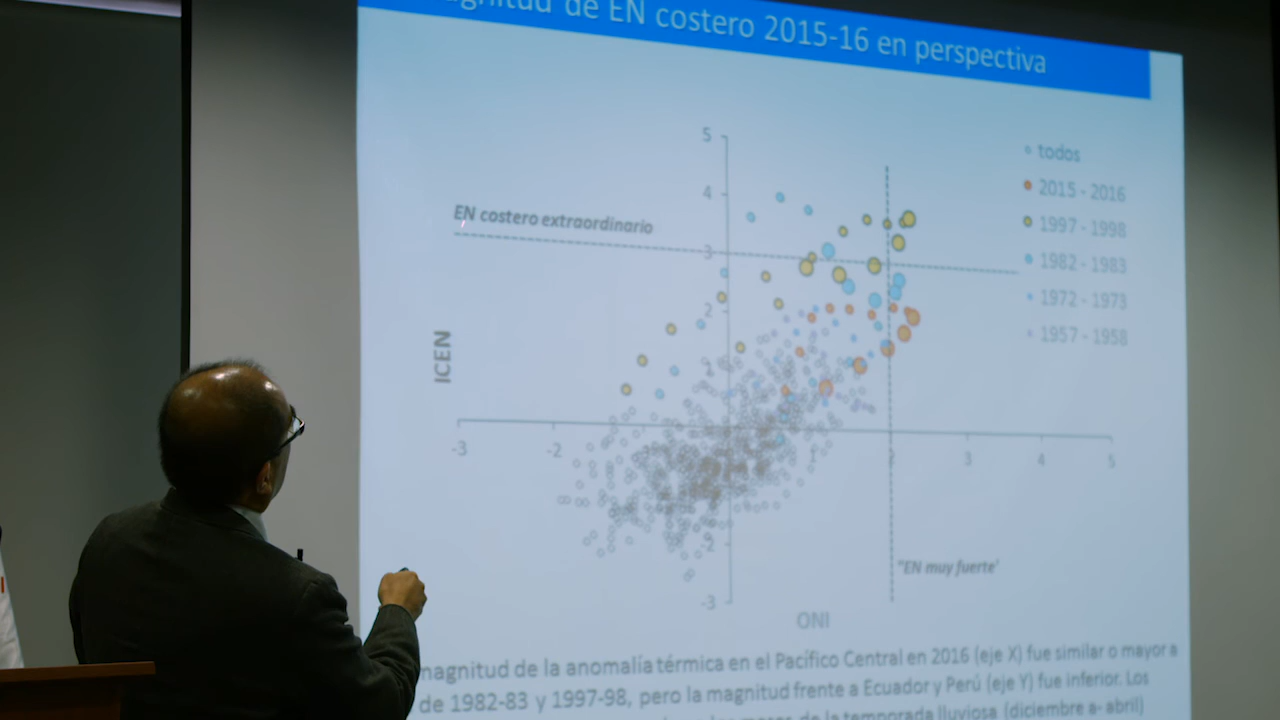 de EN costero 2015-16 en perspectiva
5
todos
4
2015 - 2016
EN costero extraordinario
1997 - 1998
3
1982 - 1983
2
1972 - 1973
ICEN
1957 - 1958
1
-3
-2
1
3
4
5
"EN muy fuerte'
-3
ONI
magnitud de la anomalía térmica en el Pacífico Central en 2016 (eje X) fue similar o mayor a
de 1982-83 y 1997-98, pero la magnitud frente a Ecuador y Perú (eje Y) fue inferior. Los
de la temporada lluviosa (diciembre a- abril)